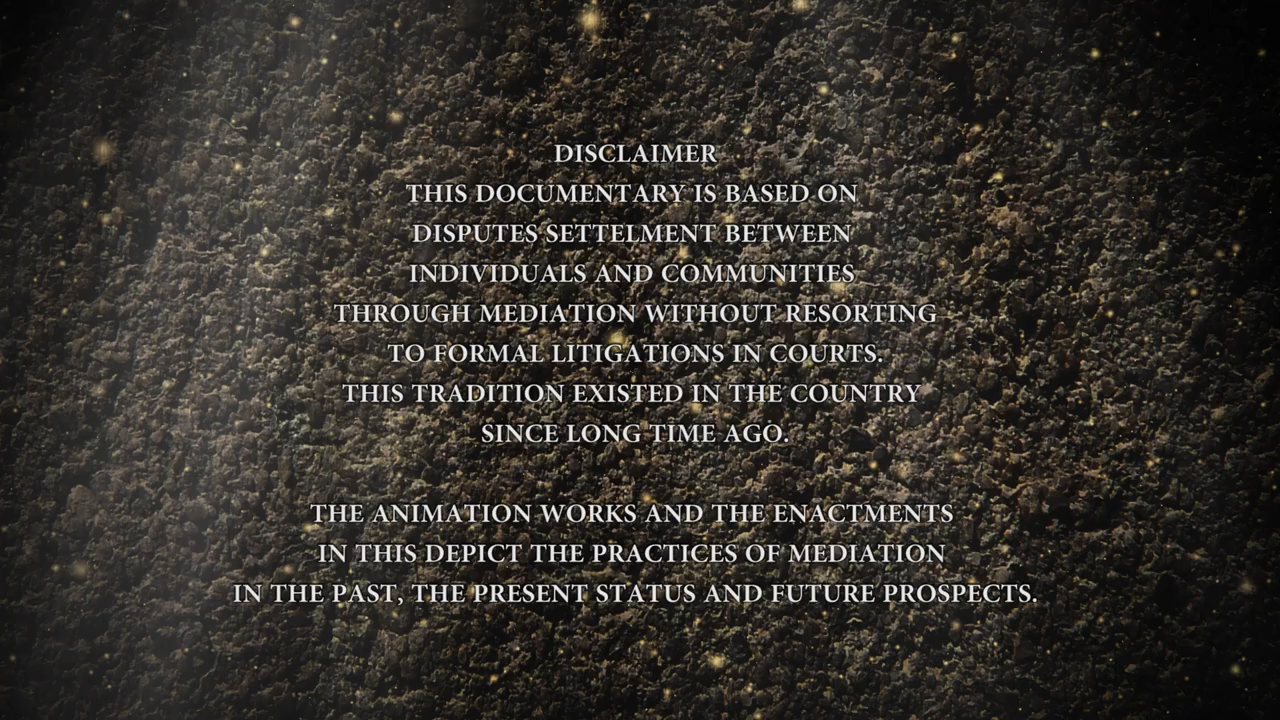 DISCLAIMER
THIS DOCUMENTARY IS BASED ON
DISPUTES SETTELMENT BETWEEN
INDIVIDUALS AND COMMUNITIES
THROUGH MEDIATION WITHOUT RESORTING
TO FORMAL LITIGATIONS IN COURTS.
THIS TRADITION EXISTED IN THE COUNTRY
SINCE LONG TIME AGO.
THE ANIMATION WORKS AND THE ENACTMENTS
IN THIS DEPICT THE PRACTICES OF MEDIATION
IN THE PAST, THE PRESENT STATUS AND FUTURE PROSPECTS.